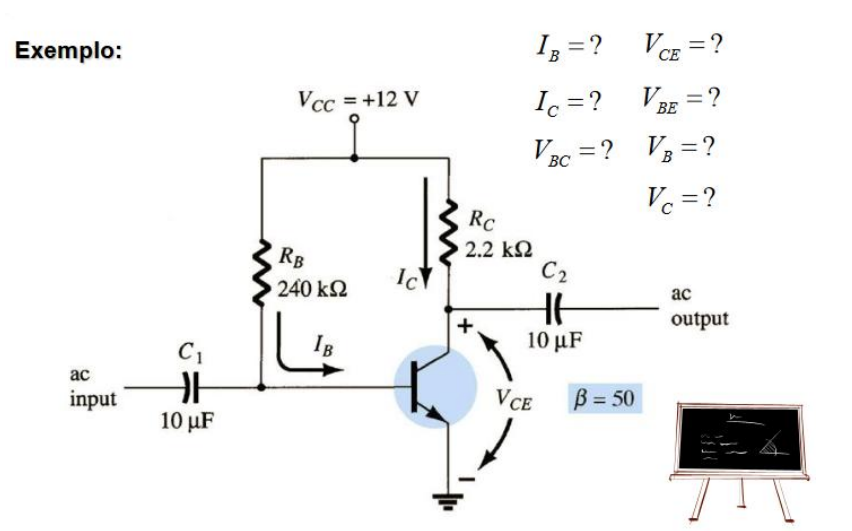 Exemplo:
I_B = ? V_CE = ?
I_C = ? V_BE = ?
V_BC = ? V_B = ?
V_C = ?
V_CC = +12 V
R_C
2.2 kΩ
R_B
240 kΩ
I_C
C_2
10 μF
ac
output
I_B
C_1
10 μF
ac
input
+
V_CE
−
β = 50